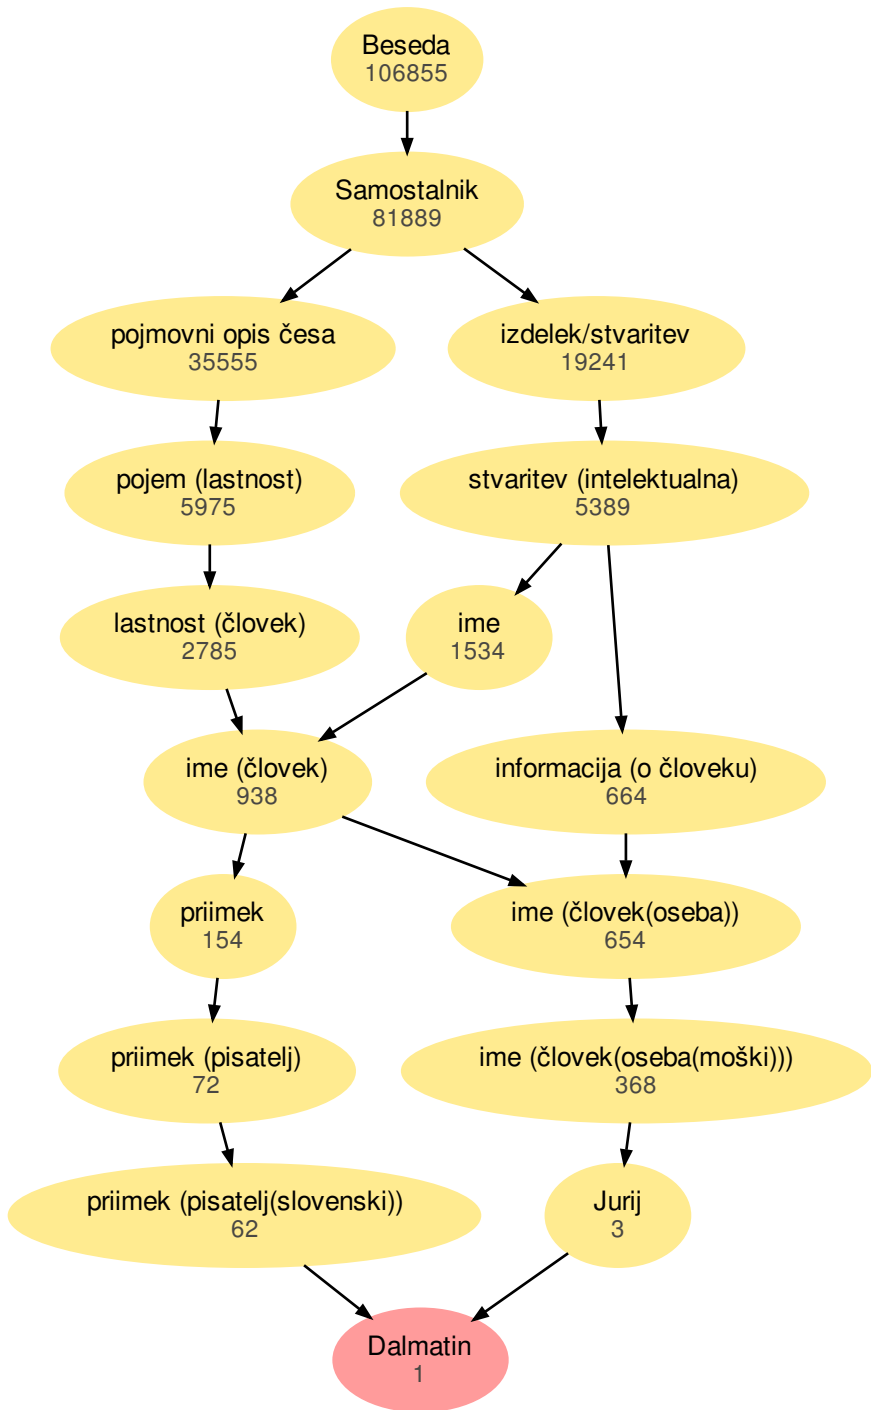 Beseda
106855
Samostalnik
81889
pojmovni opis česa
35555
izdelek/stvaritev
19241
pojem (lastnost)
5975
stvaritev (intelektualna)
5389
lastnost (človek)
2785
ime
1534
ime (človek)
938
informacija (o človeku)
664
priimek
154
ime (človek(oseba))
654
priimek (pisatelj)
72
ime (človek(oseba(moški)))
368
priimek (pisatelj(slovenski))
62
Jurij
3
Dalmatin
1